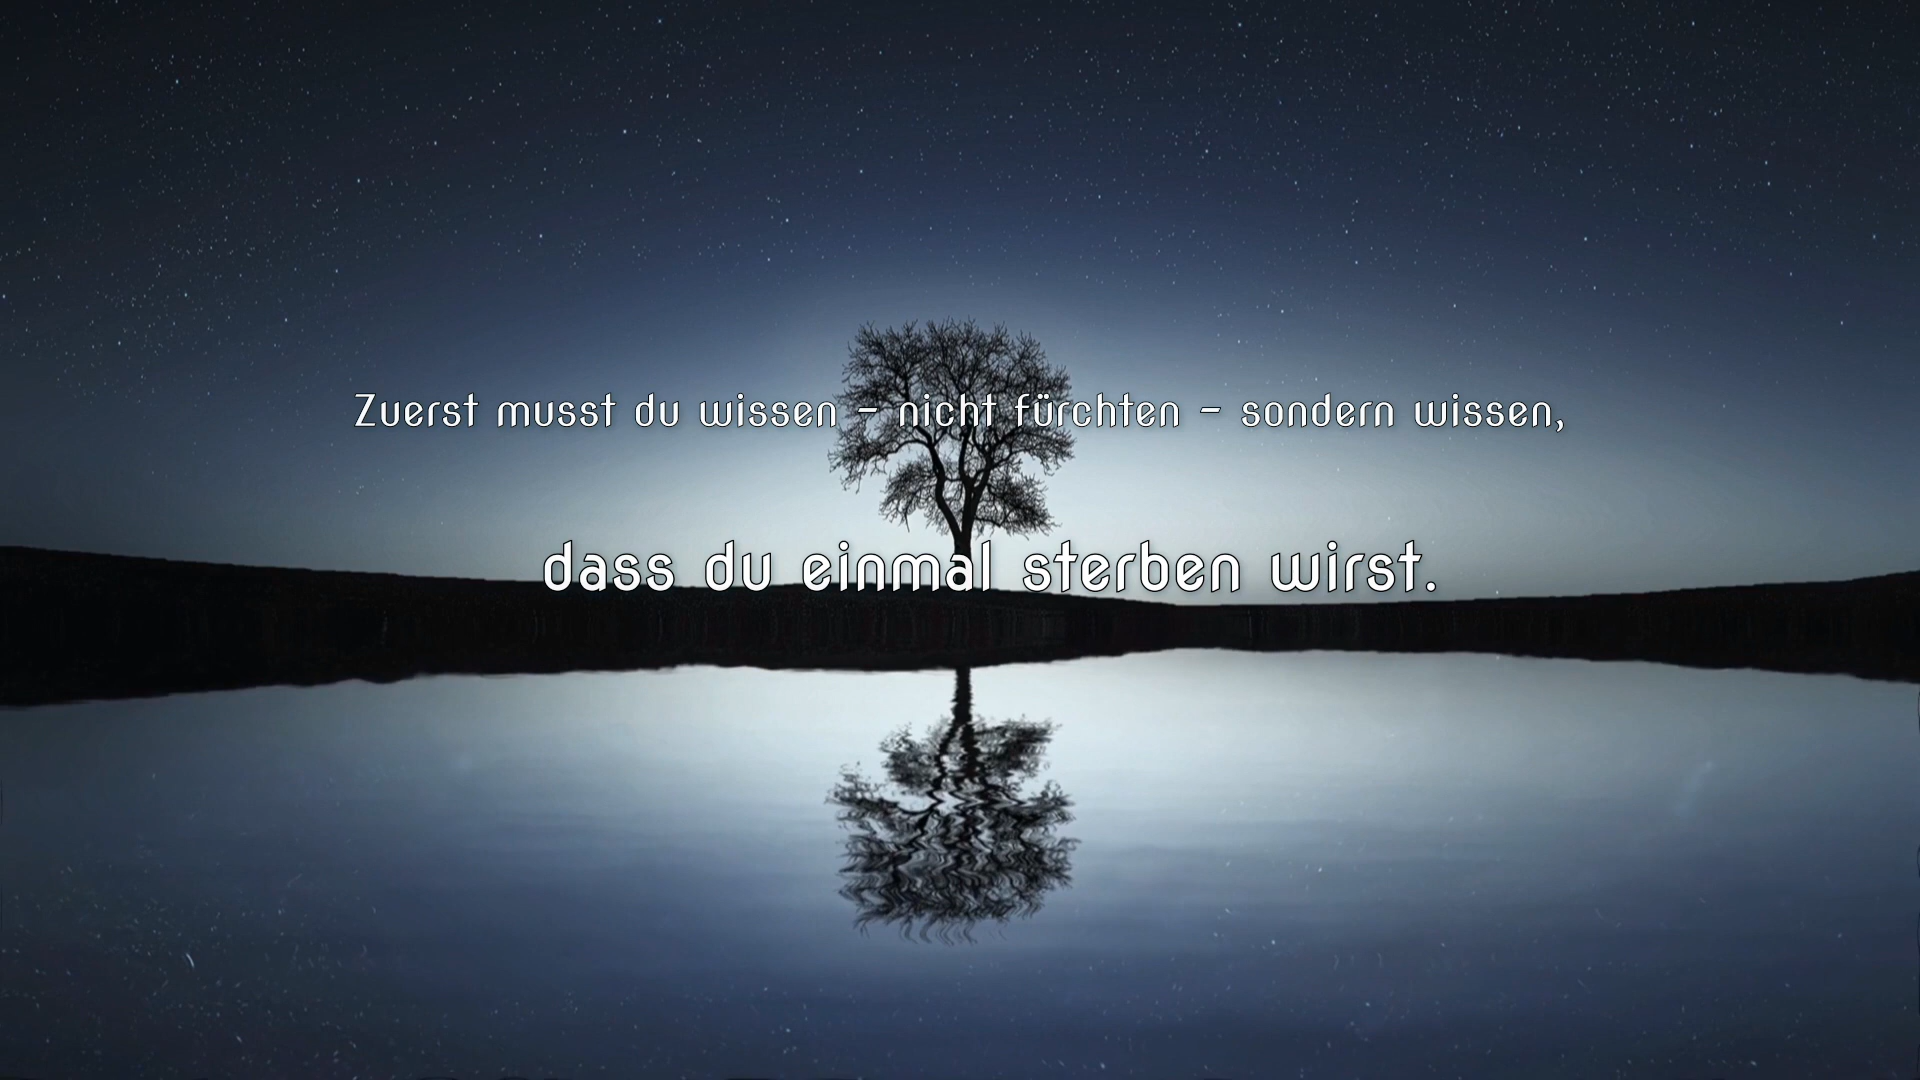 Zuerst musst du wissen - nicht fürchten - sondern wissen,
dass du einmal sterben wirst.